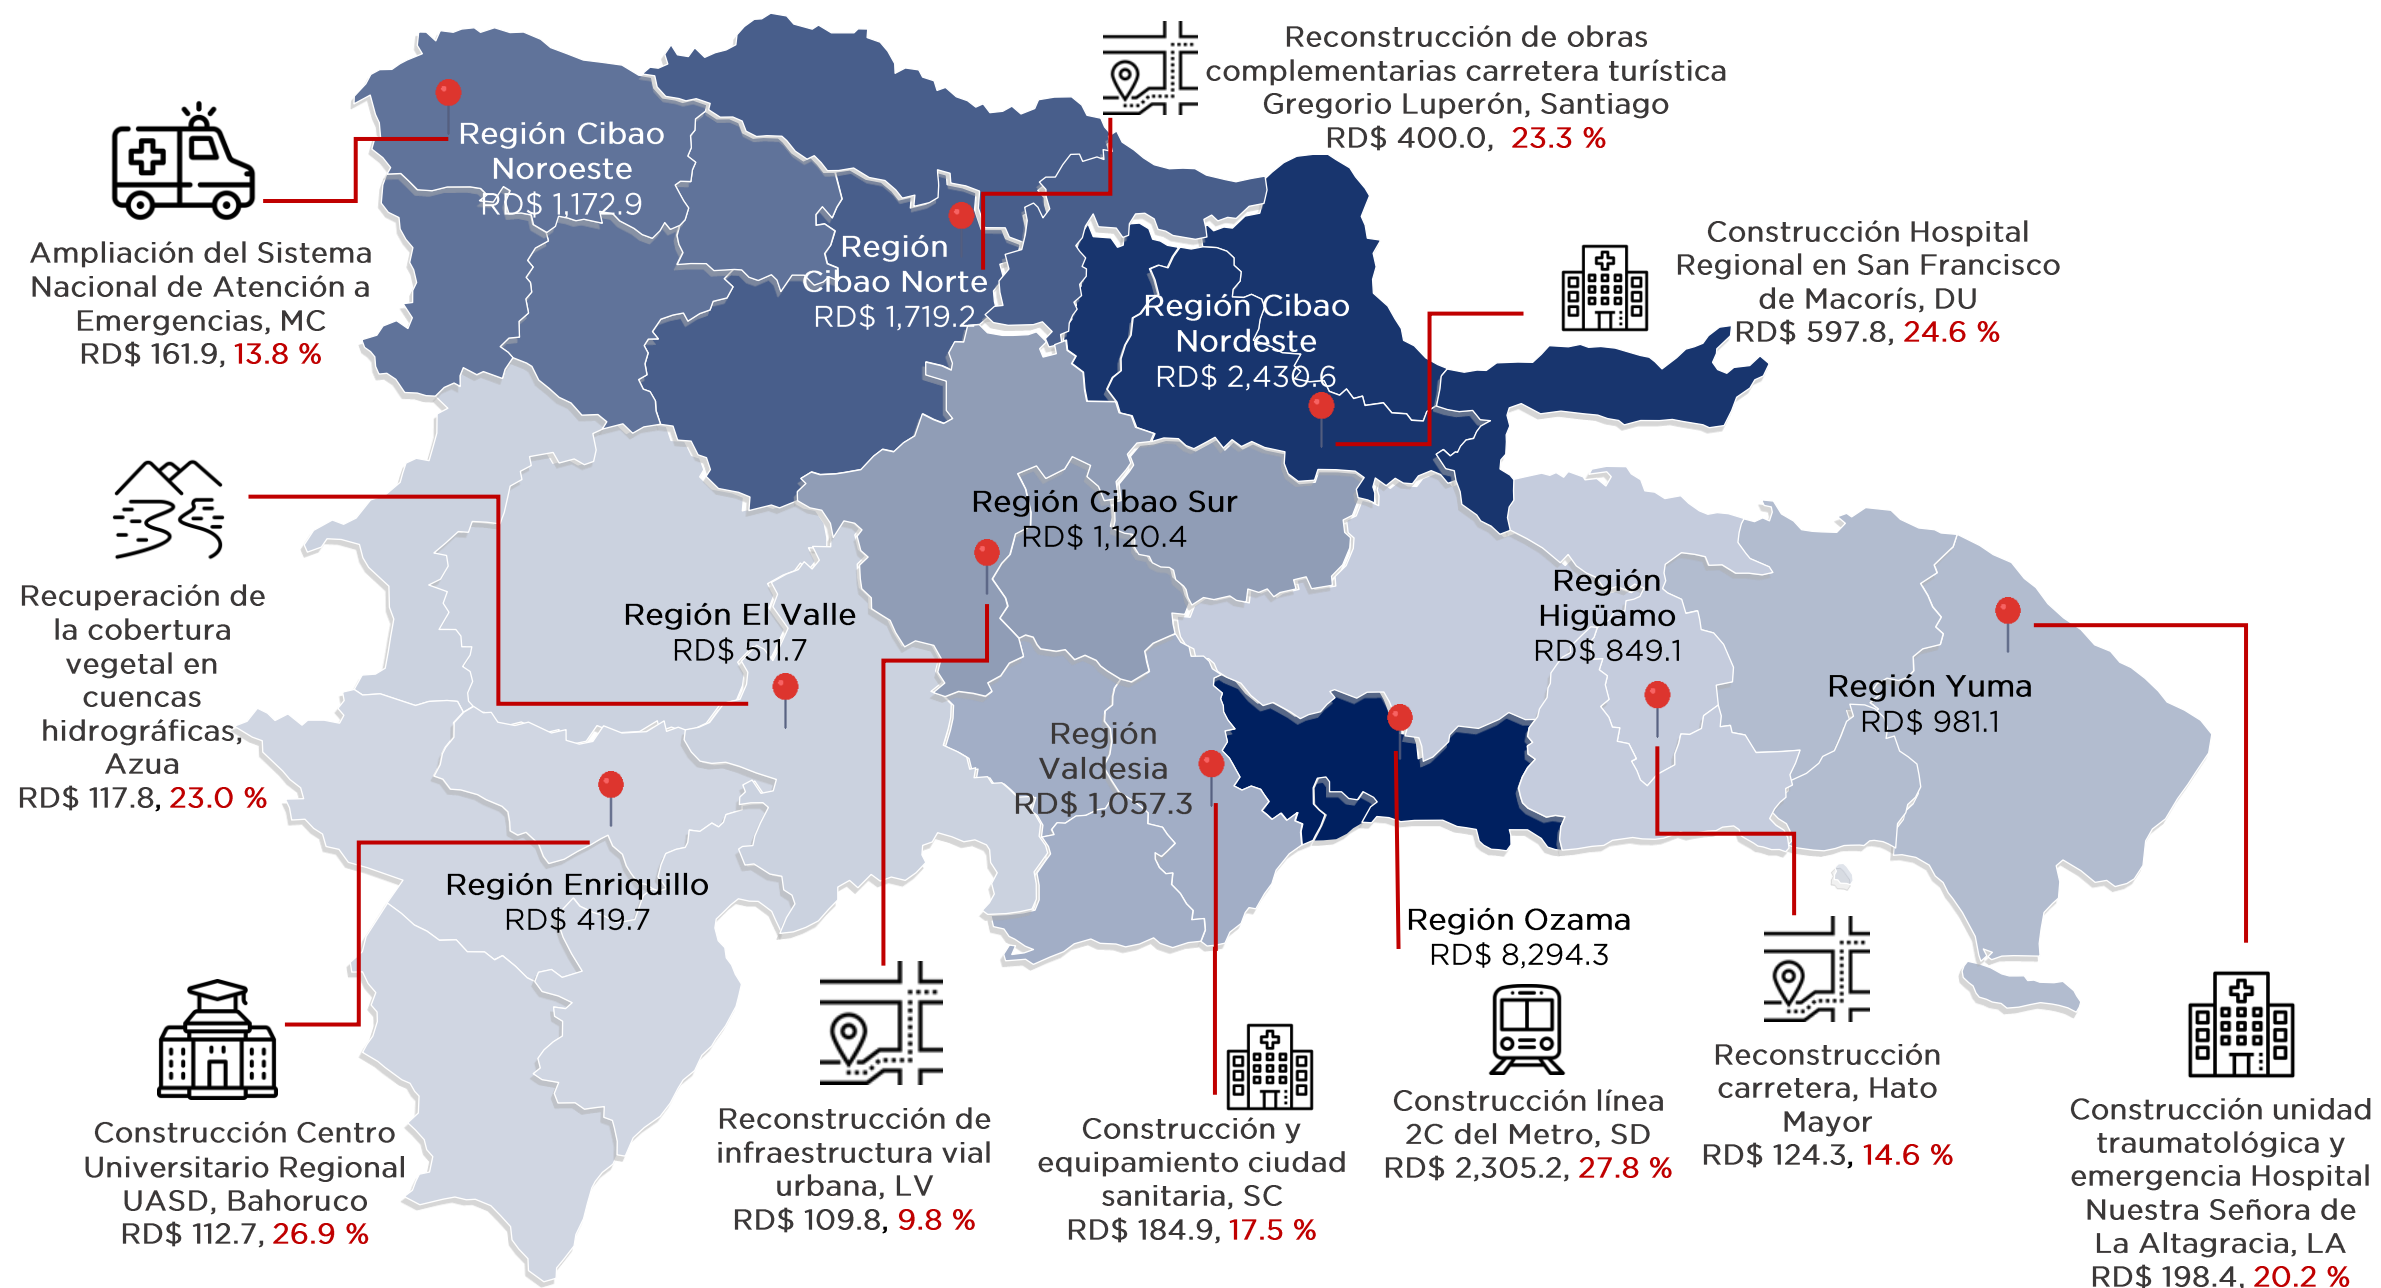 Reconstrucción de obras
complementarias carretera turística
Gregorio Luperón, Santiago
RD$ 400.0, 23.3 %
Región Cibao
Noroeste
RD$ 1,172.9
Ampliación del Sistema
Nacional de Atención a
Emergencias, MC
RD$ 161.9, 13.8 %
Región
Cibao Norte
RD$ 1,719.2
Región Cibao
Nordeste
RD$ 2,430.6
Construcción Hospital
Regional en San Francisco
de Macorís, DU
RD$ 597.8, 24.6 %
Región Cibao Sur
RD$ 1,120.4
Recuperación de
la cobertura
vegetal en
cuencas
hidrográficas,
Azua
RD$ 117.8, 23.0 %
Región El Valle
RD$ 511.7
Región
Higüamo
RD$ 849.1
Región Yuma
RD$ 981.1
Región
Valdesia
RD$ 1,057.3
Región Enriquillo
RD$ 419.7
Región Ozama
RD$ 8,294.3
Construcción Centro
Universitario Regional
UASD, Bahoruco
RD$ 112.7, 26.9 %
Reconstrucción de
infraestructura vial
urbana, LV
RD$ 109.8, 9.8 %
Construcción y
equipamiento ciudad
sanitaria, SC
RD$ 184.9, 17.5 %
Construcción línea
2C del Metro, SD
RD$ 2,305.2, 27.8 %
Reconstrucción
carretera, Hato
Mayor
RD$ 124.3, 14.6 %
Construcción unidad
traumatológica y
emergencia Hospital
Nuestra Señora de
La Altagracia, LA
RD$ 198.4, 20.2 %